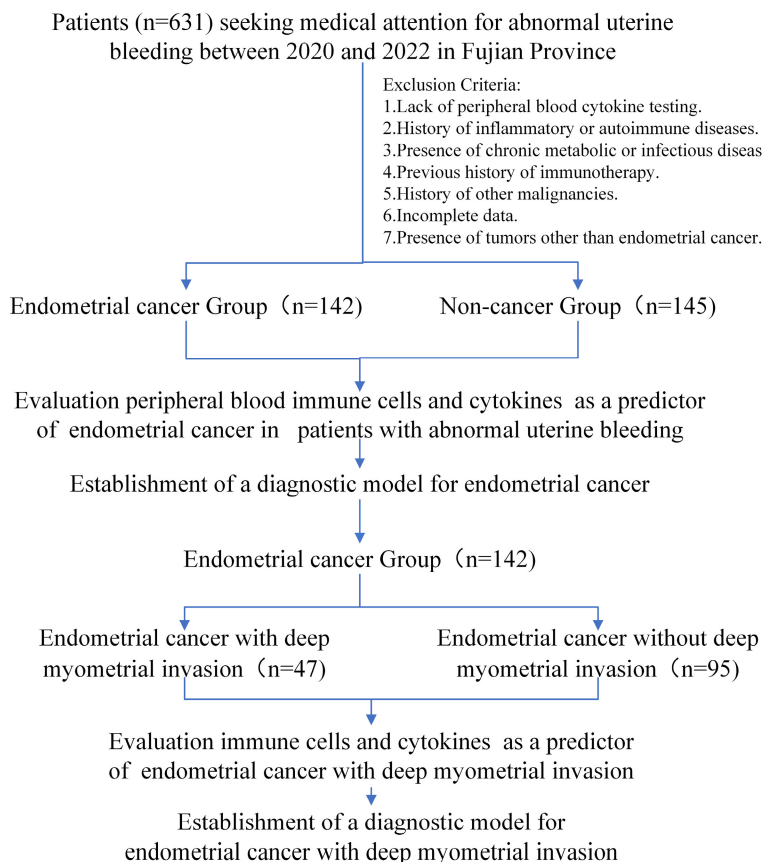 Patients (n=631) seeking medical attention for abnormal uterine
bleeding between 2020 and 2022 in Fujian Province
Exclusion Criteria:
1.Lack of peripheral blood cytokine testing.
2.History of inflammatory or autoimmune diseases.
3.Presence of chronic metabolic or infectious diseas
4.Previous history of immunotherapy.
5.History of other malignancies.
6.Incomplete data.
7.Presence of tumors other than endometrial cancer.
Endometrial cancer Group（n=142)
Non-cancer Group（n=145)
Evaluation peripheral blood immune cells and cytokines as a predictor
of endometrial cancer in patients with abnormal uterine bleeding
Establishment of a diagnostic model for endometrial cancer
Endometrial cancer Group（n=142)
Endometrial cancer with deep
myometrial invasion（n=47)
Endometrial cancer without deep
myometrial invasion（n=95)
Evaluation immune cells and cytokines as a predictor
of endometrial cancer with deep myometrial invasion
Establishment of a diagnostic model for
endometrial cancer with deep myometrial invasion